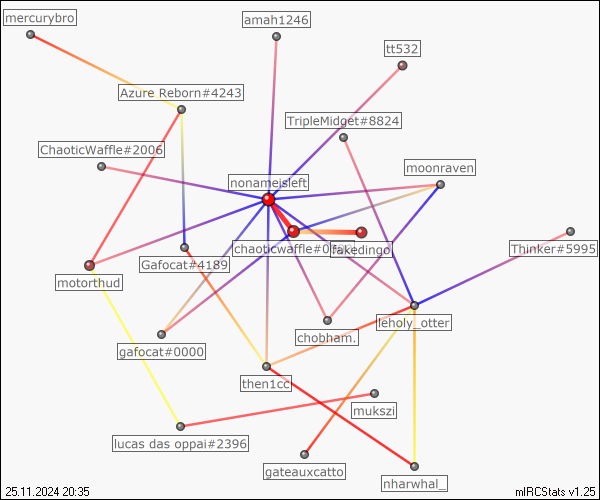 mercurybro
amah1246
tt532
Azure Reborn#4243
TripleMidget#8824
ChaoticWaffle#2006
moonraven
nonameisleft
Thinker#5995
fakedingo
Gafocat#4189
motorthud
leholy_otter
chobham.
gafocat#0000
then1cc
mukszi
lucas das oppai#2396
gateauxcatto
nharwhal_
25.11.2024 20:35
mIRCStats v1.25